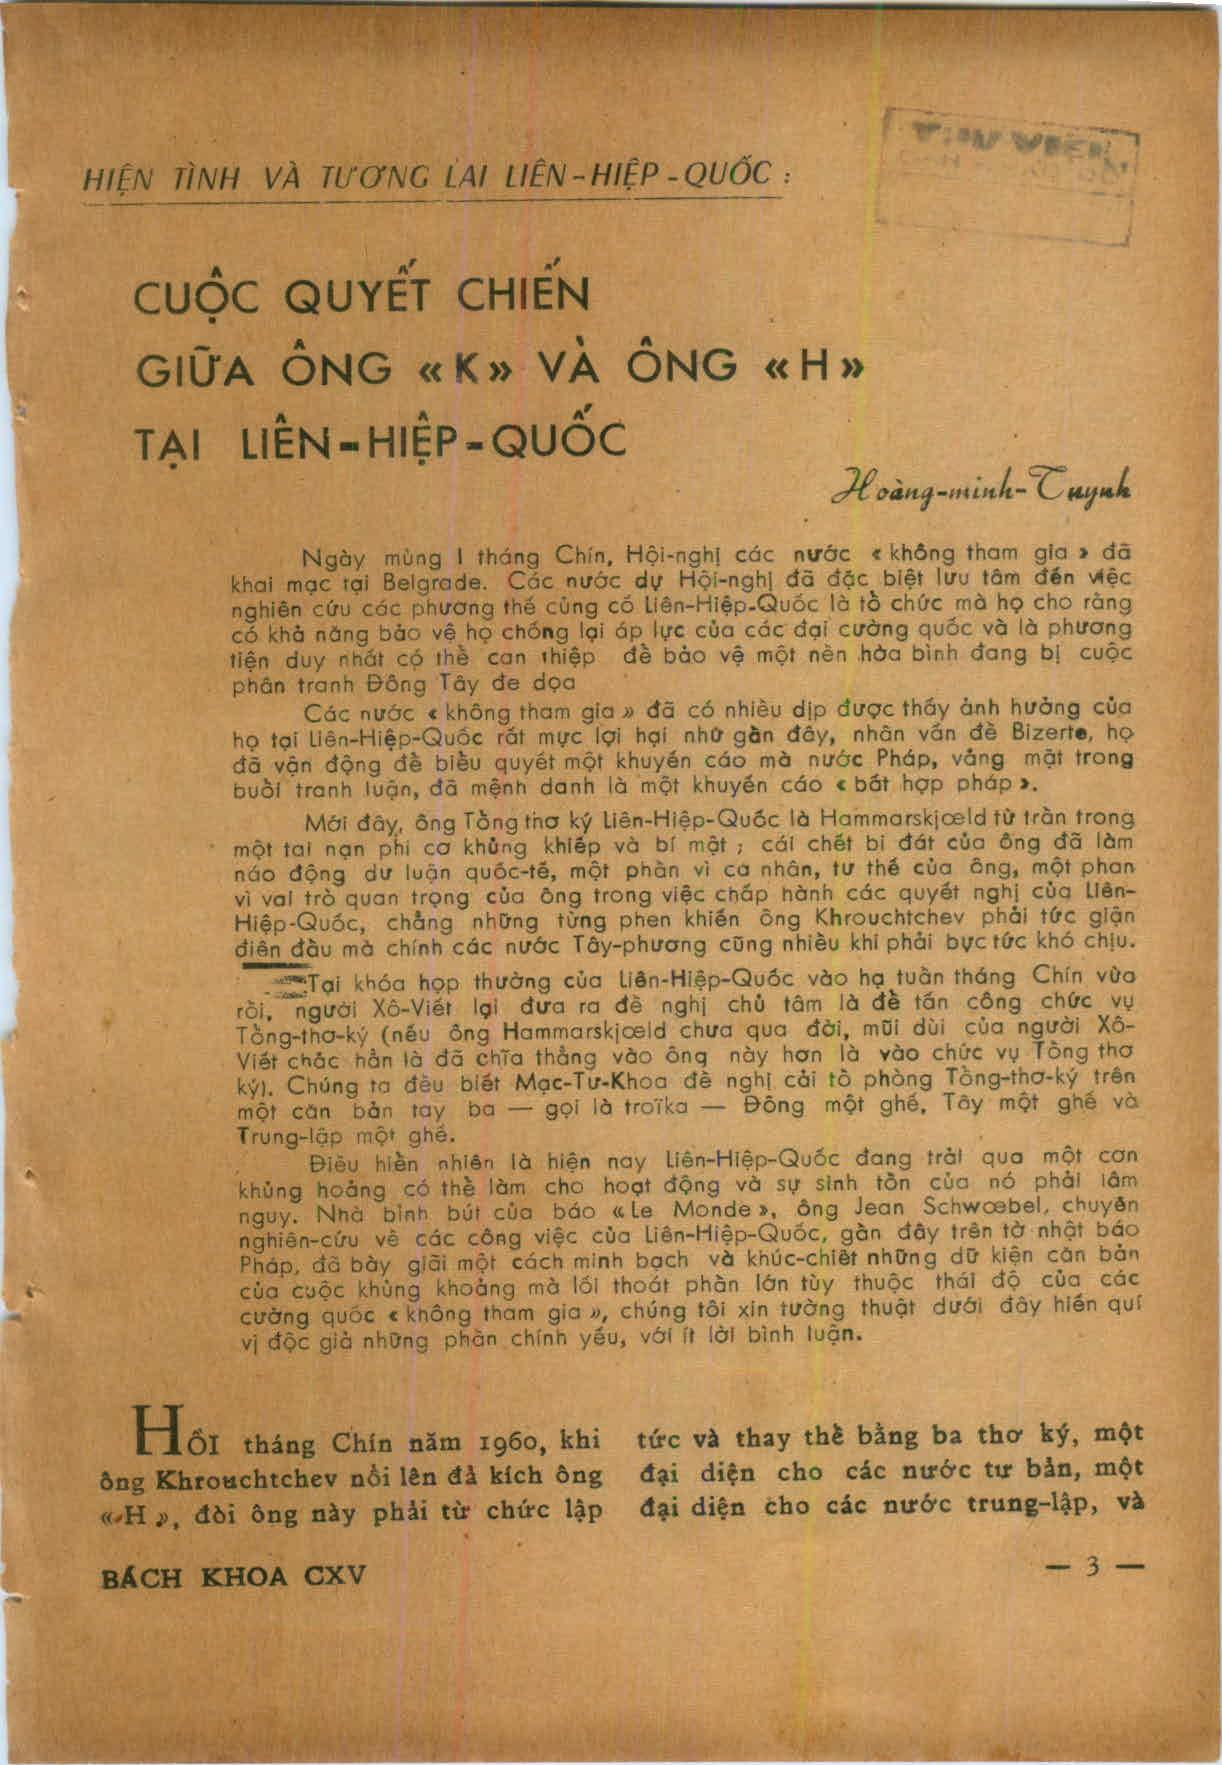 HIỆN TÌNH VÀ TƯƠNG LAI LIÊN-HIỆP-QUỐC :
CUỘC QUYẾT CHIẾN
GIỮA ÔNG «K» VÀ ÔNG «H»
TẠI LIÊN-HIỆP-QUỐC
Hoàng-minh-Tuynh
Ngày mùng 1 tháng Chín, Hội-nghị các nước « không tham gia » đã
khai mạc tại Belgrade. Các nước dự Hội-nghị đã đặc biệt lưu tâm đến việc
nghiên cứu các phương thế củng cố Liên-Hiệp-Quốc là tổ chức mà họ cho rằng
có khả năng bảo vệ họ chống lại áp lực của các đại cường quốc và là phương
tiện duy nhất có thể can thiệp để bảo vệ một nền hòa bình đang bị cuộc
phân tranh Đông Tây đe dọa
Các nước « không tham gia » đã có nhiều dịp được thấy ảnh hưởng của
họ tại Liên-Hiệp-Quốc rất mực lợi hại như gần đây, nhân vấn đề Bizerte, họ
đã vận động để biểu quyết một khuyến cáo mà nước Pháp, vắng mặt trong
buổi tranh luận, đã mệnh danh là một khuyến cáo « bất hợp pháp ».
Mới đây, ông Tổng thơ ký Liên-Hiệp-Quốc là Hammarskjœld từ trần trong
một tai nạn phi cơ khủng khiếp và bí mật ; cái chết bi đát của ông đã làm
náo động dư luận quốc-tế, một phần vì cá nhân, tư thế của ông, một phan
vì vai trò quan trọng của ông trong việc chấp hành các quyết nghị của Liên-
Hiệp-Quốc, chẳng những từng phen khiến ông Khrouchtchev phải tức giận
điên đầu mà chính các nước Tây-phương cũng nhiều khi phải bực tức khó chịu.
Tại khóa họp thường của Liên-Hiệp-Quốc vào hạ tuần tháng Chín vừa
rồi, người Xô-Viết lại đưa ra đề nghị chủ tâm là để tấn công chức vụ
Tổng-thơ-ký (nếu ông Hammarskjœld chưa qua đời, mũi dùi của người Xô-
Viết chắc hẳn là đã chĩa thẳng vào ông này hơn là vào chức vụ Tổng thơ
ký). Chúng ta đều biết Mạc-Tư-Khoa đề nghị cải tổ phòng Tổng-thơ-ký trên
một căn bản tay ba — gọi là troïka — Đông một ghế, Tây một ghế và
Trung-lập một ghế.
Điều hiển nhiên là hiện nay Liên-Hiệp-Quốc đang trải qua một cơn
khủng hoảng có thể làm cho hoạt động và sự sinh tồn của nó phải lâm
nguy. Nhà bình bút của báo « Le Monde », ông Jean Schwœbel, chuyên
nghiên-cứu về các công việc của Liên-Hiệp-Quốc, gần đây trên tờ nhật báo
Pháp, đã bày giãi một cách minh bạch và khúc-chiết những dữ kiện căn bản
của cuộc khủng khoảng mà lối thoát phần lớn tùy thuộc thái độ của các
cường quốc « không tham gia », chúng tôi xin tường thuật dưới đây hiến quí
vị độc giả những phần chính yếu, với ít lời bình luận.
HỒI tháng Chín năm 1960, khi
ông Khrouchtchev nổi lên đả kích ông
« H », đòi ông này phải từ chức lập
tức và thay thế bằng ba thơ ký, một
đại diện cho các nước tư bản, một
đại diện cho các nước trung-lập, và
BÁCH KHOA CXV
— 3 —